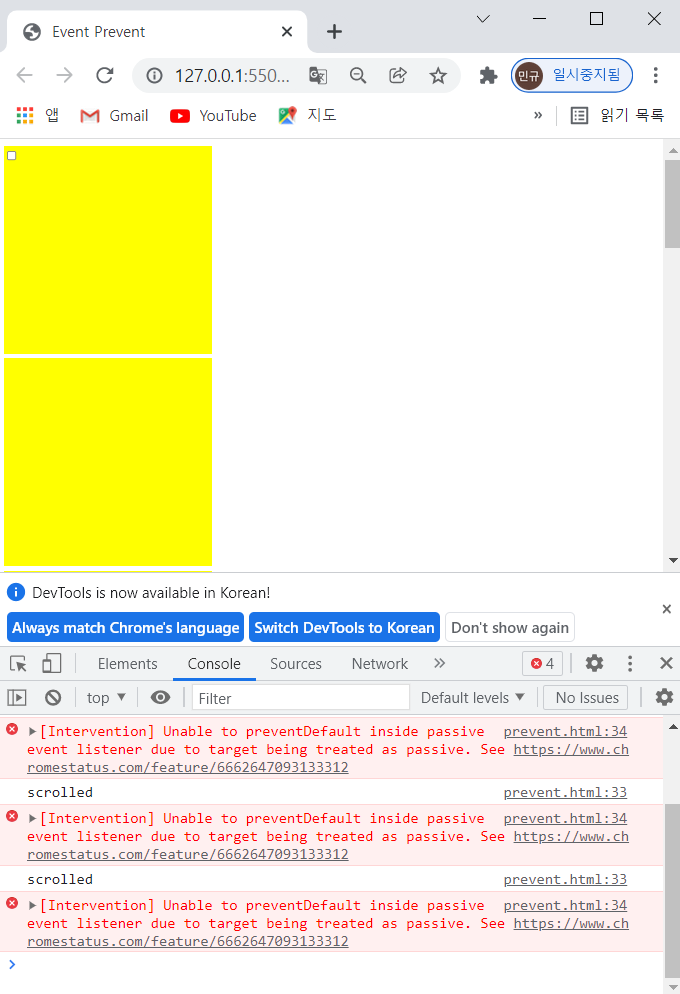 Event Prevent
127.0.0.1:550...
민규 일시중지됨
앱 Gmail YouTube 지도 » 읽기 목록
DevTools is now available in Korean!
Always match Chrome's language Switch DevTools to Korean Don't show again
Elements Console Sources Network » 4
top Filter Default levels No Issues
[Intervention] Unable to preventDefault inside passive prevent.html:34
event listener due to target being treated as passive. See https://www.ch
romestatus.com/feature/6662647093133312
scrolled prevent.html:33
[Intervention] Unable to preventDefault inside passive prevent.html:34
event listener due to target being treated as passive. See https://www.ch
romestatus.com/feature/6662647093133312
scrolled prevent.html:33
[Intervention] Unable to preventDefault inside passive prevent.html:34
event listener due to target being treated as passive. See https://www.ch
romestatus.com/feature/6662647093133312